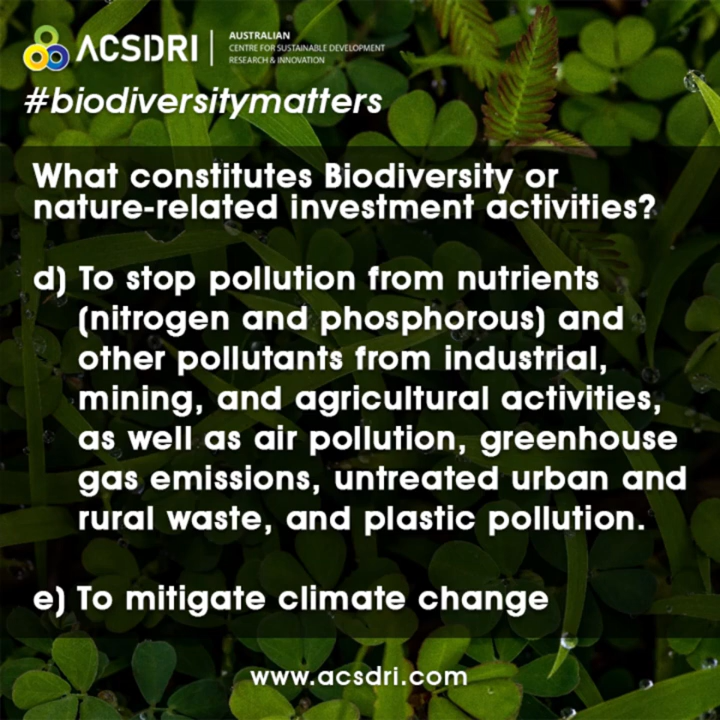 ACSDRI
AUSTRALIAN
CENTRE FOR SUSTAINABLE DEVELOPMENT
RESEARCH & INNOVATION
#biodiversitymatters
What constitutes Biodiversity or
nature-related investment activities?
d) To stop pollution from nutrients
(nitrogen and phosphorous) and
other pollutants from industrial,
mining, and agricultural activities,
as well as air pollution, greenhouse
gas emissions, untreated urban and
rural waste, and plastic pollution.
e) To mitigate climate change
www.acsdri.com